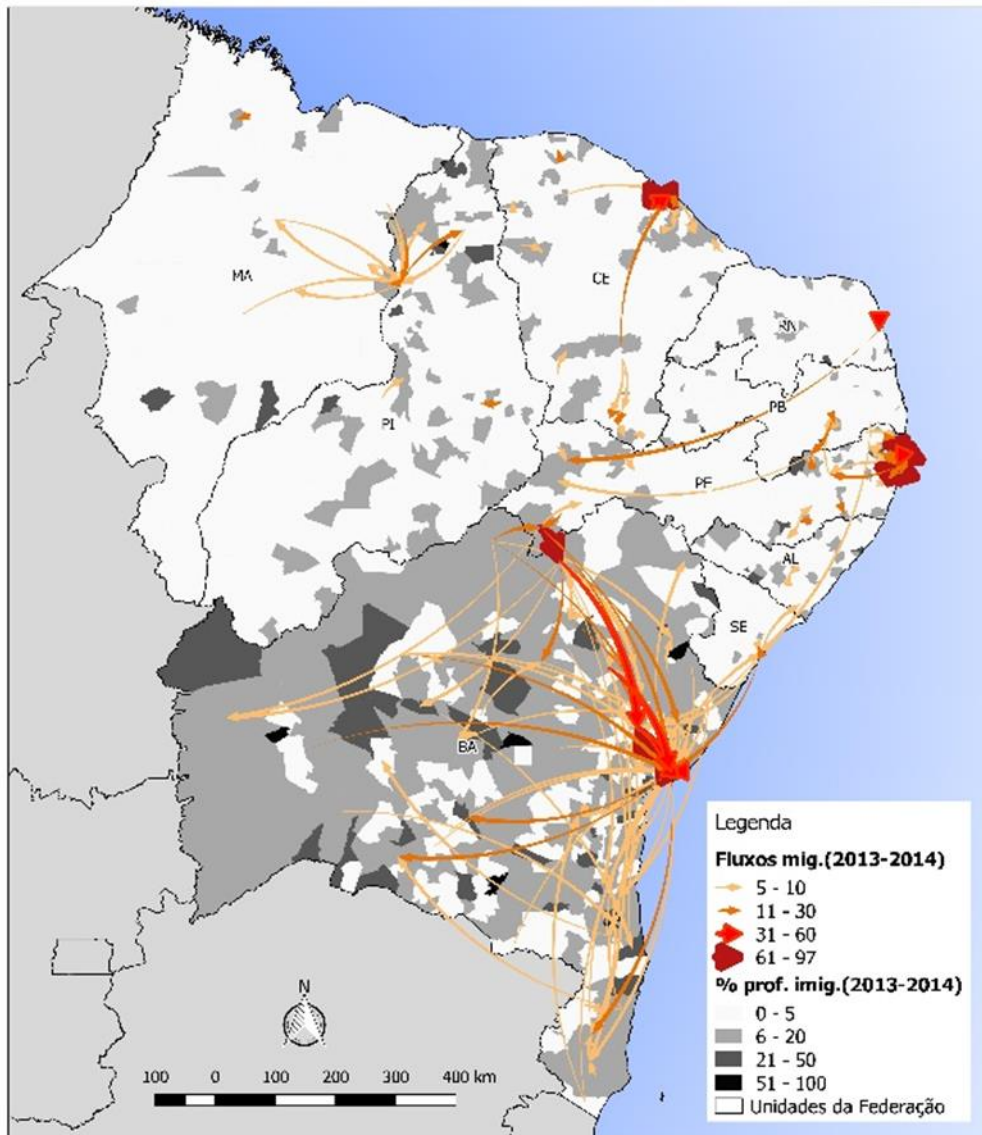 MA
CE
RN
PB
PI
PE
AL
SE
BA
N
100 0 100 200 300 400 km
Legenda
Fluxos mig.(2013-2014)
5 - 10
11 - 30
31 - 60
61 - 97
% prof. imig.(2013-2014)
0 - 5
6 - 20
21 - 50
51 - 100
Unidades da Federação